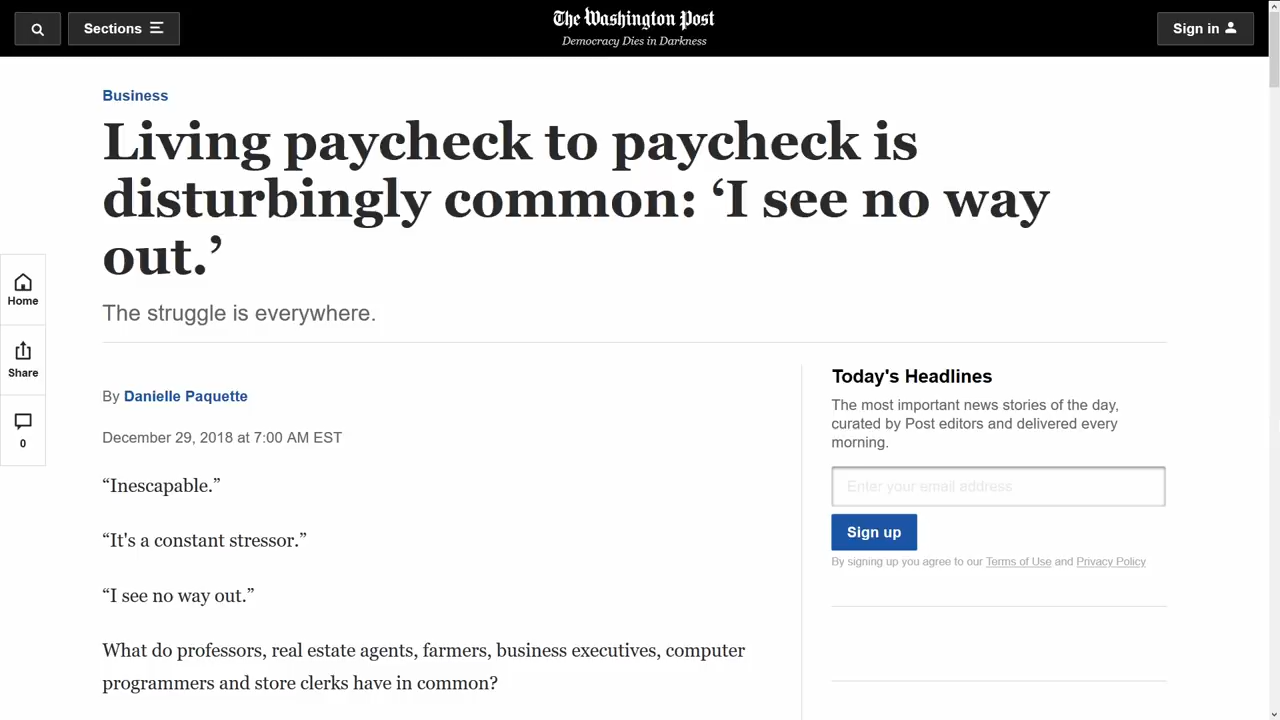 Sections
The Washington Post
Democracy Dies in Darkness
Sign in
Business
Living paycheck to paycheck is
disturbingly common: ‘I see no way
out.’
The struggle is everywhere.
Home
Share
0
By Danielle Paquette
December 29, 2018 at 7:00 AM EST
“Inescapable.”
“It's a constant stressor.”
“I see no way out.”
What do professors, real estate agents, farmers, business executives, computer
programmers and store clerks have in common?
Today's Headlines
The most important news stories of the day,
curated by Post editors and delivered every
morning.
Enter your email address
Sign up
By signing up you agree to our Terms of Use and Privacy Policy